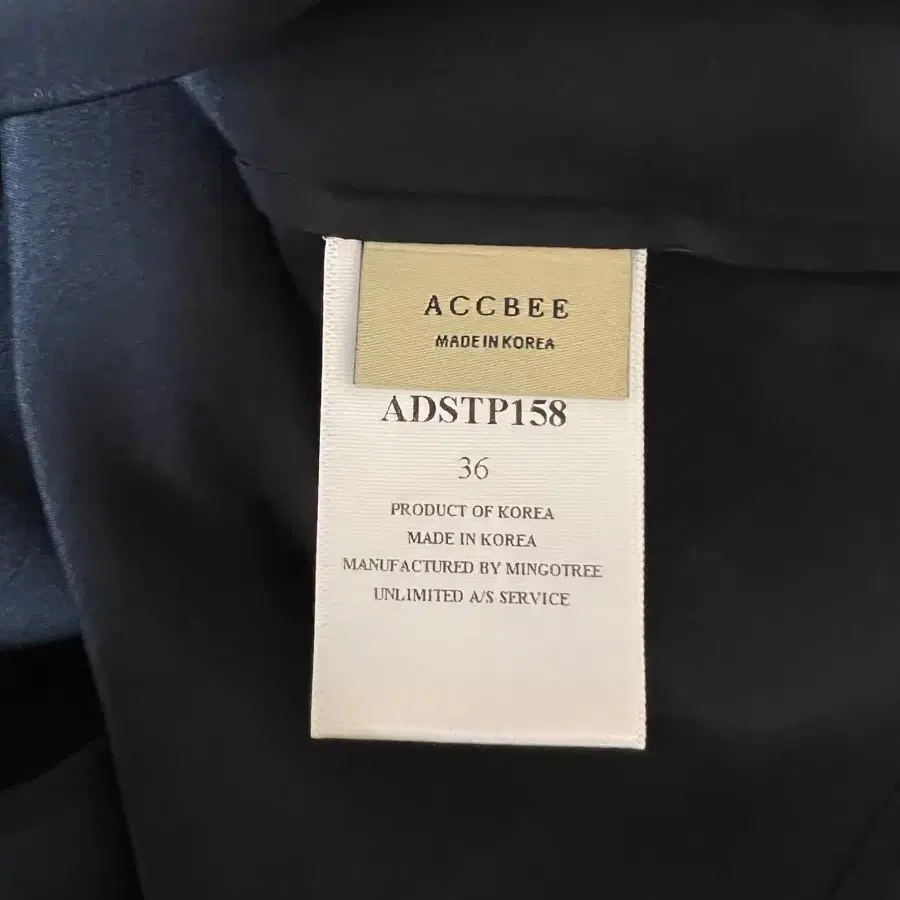 ACCBEE
MADE IN KOREA
ADSTP158
36
PRODUCT OF KOREA
MADE IN KOREA
MANUFACTURED BY MINGOTREE
UNLIMITED A/S SERVICE